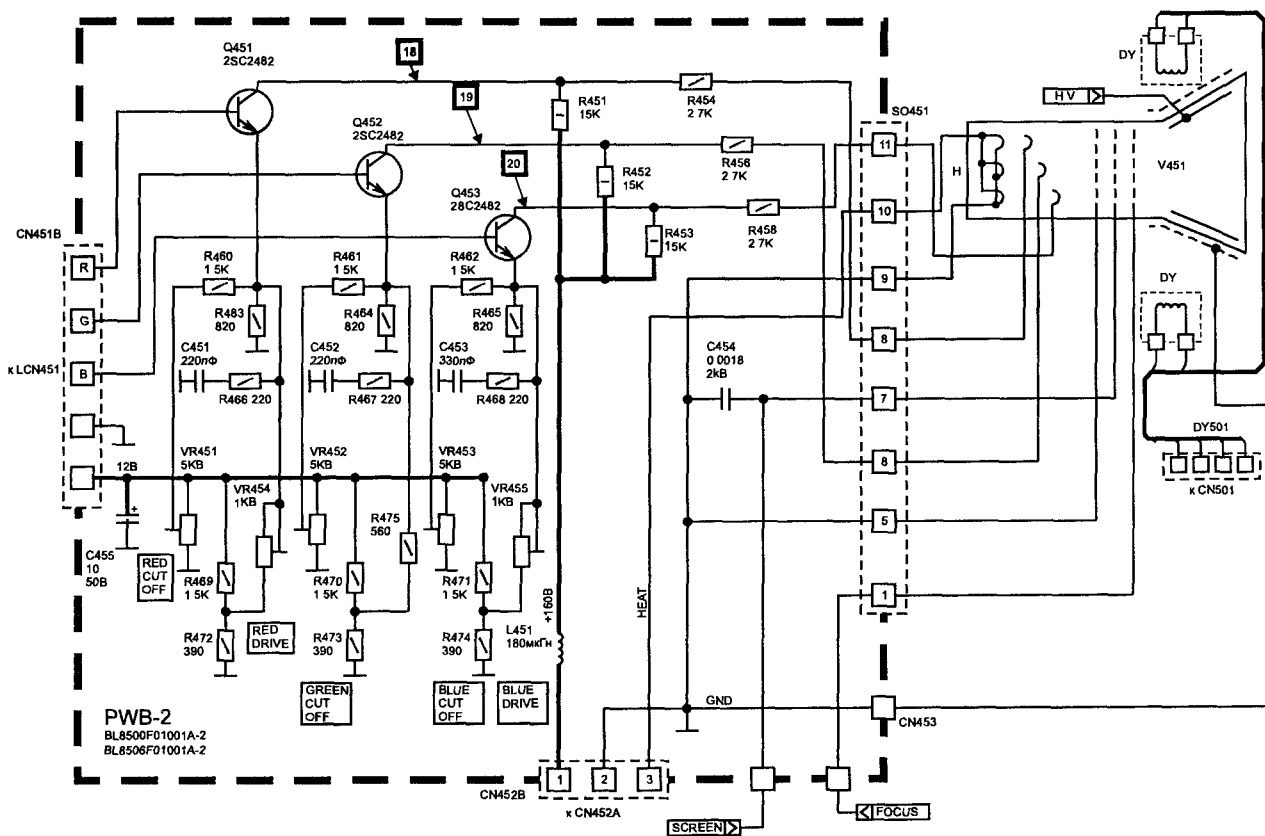 Q451
2SC2482
18
19
Q452
2SC2482
20
Q453
28C2482
R451
15K
R454
2 7K
R452
15K
R456
2 7K
R453
15K
R458
2 7K
SO451
HV
DY
V451
H
CN451B
R
G
B
к LCN451
R460
1 5K
R461
1 5K
R462
1 5K
R483
820
R464
820
R465
820
C451
220пФ
C452
220пФ
C453
330пФ
R466 220
R467 220
R468 220
11
10
9
8
7
8
5
1
C454
0 0018
2kB
DY
DY501
к CN501
12В
VR451
5KB
VR452
5KB
VR453
5KB
VR454
1KB
VR455
1KB
R475
560
+
C455
10
50В
RED
CUT
OFF
R469
1 5K
R470
1 5K
R471
1 5K
R472
390
RED
DRIVE
R473
390
R474
390
L451
180мкГн
+160В
HEAT
GREEN
CUT
OFF
BLUE
CUT
OFF
BLUE
DRIVE
GND
CN453
PWB-2
BL8500F01001A-2
BL8506F01001A-2
CN452B
1
2
3
к CN452A
SCREEN
FOCUS